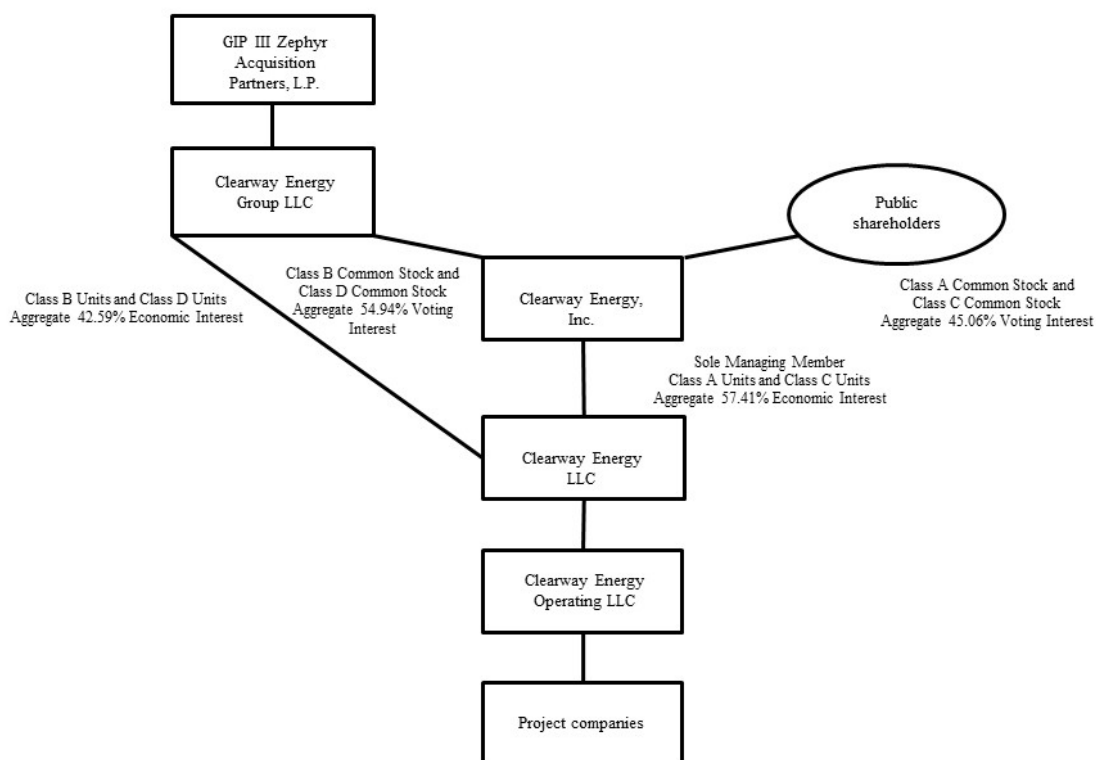 GIP III Zephyr
Acquisition
Partners, L.P.
Clearway Energy
Group LLC
Public
shareholders
Class B Units and Class D Units
Aggregate 42.59% Economic Interest
Class B Common Stock and
Class D Common Stock
Aggregate 54.94% Voting
Interest
Clearway Energy,
Inc.
Class A Common Stock and
Class C Common Stock
Aggregate 45.06% Voting Interest
Sole Managing Member
Class A Units and Class C Units
Aggregate 57.41% Economic Interest
Clearway Energy
LLC
Clearway Energy
Operating LLC
Project companies